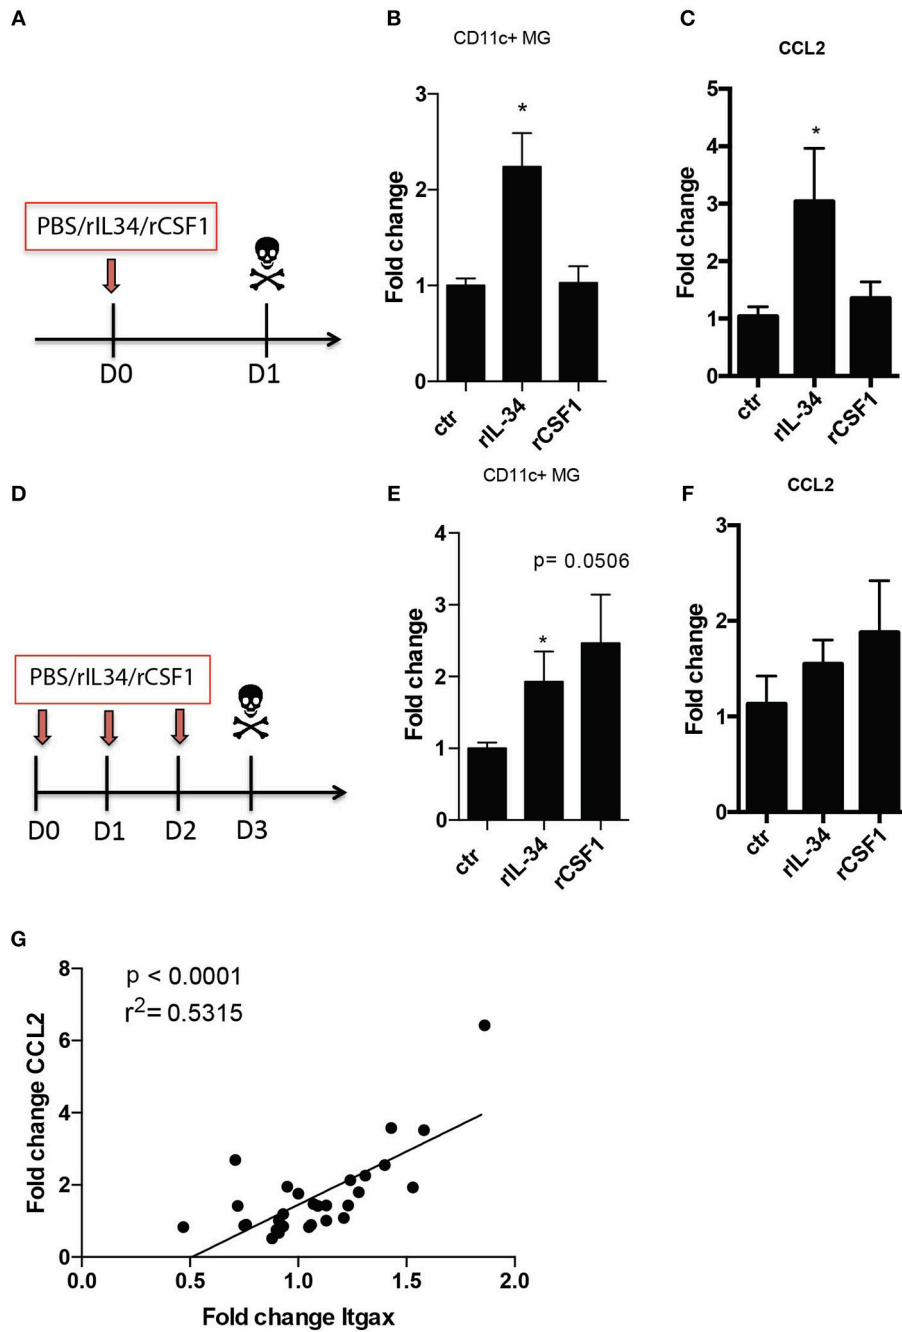 A
PBS/rIL34/rCSF1
D0
D1
B
CD11c+ MG
Fold change
3
2
1
0
*
ctr
rIL-34
rCSF1
C
CCL2
Fold change
5
4
3
2
1
0
*
ctr
rIL-34
rCSF1
D
PBS/rIL34/rCSF1
D0
D1
D2
D3
E
CD11c+ MG
Fold change
4
3
2
1
0
p= 0.0506
*
ctr
rIL-34
rCSF1
F
CCL2
Fold change
3
2
1
0
ctr
rIL-34
rCSF1
G
p < 0.0001
r²= 0.5315
Fold change CCL2
8
6
4
2
0
0.0
0.5
1.0
1.5
2.0
Fold change Itgax